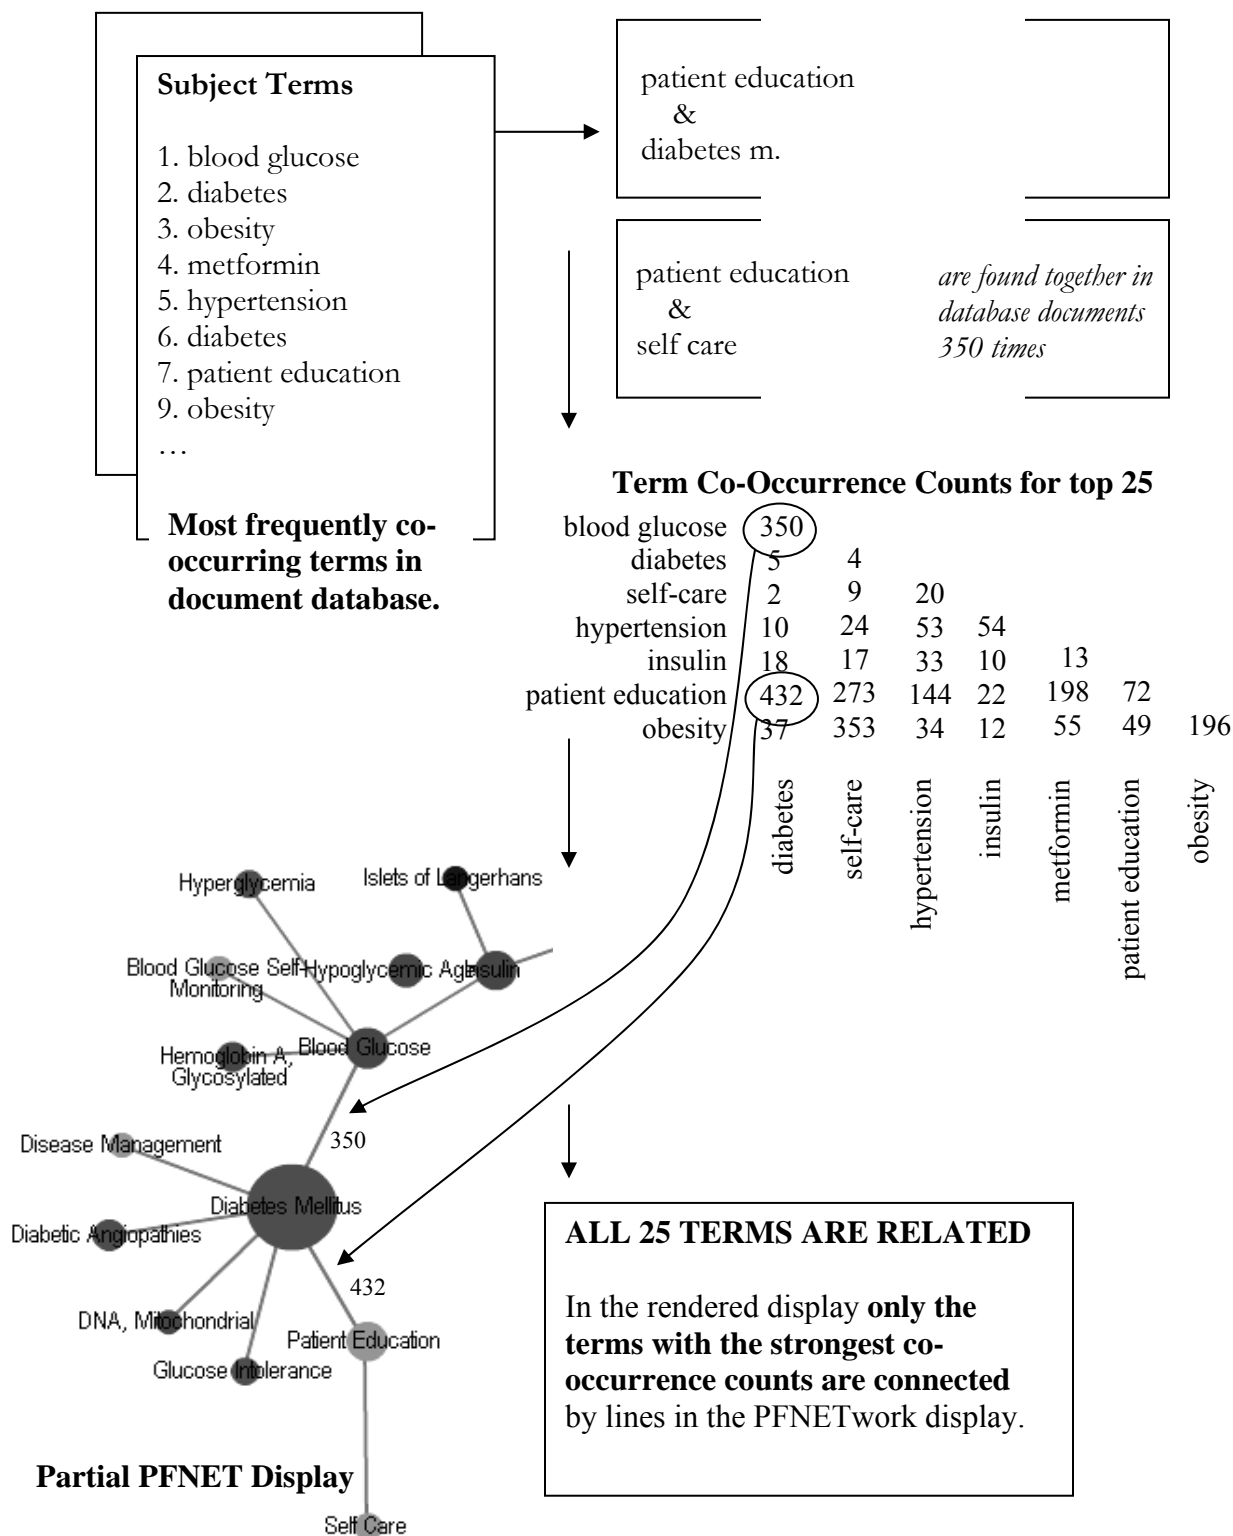 Subject Terms
1. blood glucose
2. diabetes
3. obesity
4. metformin
5. hypertension
6. diabetes
7. patient education
9. obesity
…
Most frequently co-
occurring terms in
document database.
patient education
&
diabetes m.
patient education
&
self care
are found together in
database documents
350 times
Term Co-Occurrence Counts for top 25
blood glucose 350
diabetes 5 4
self-care 2 9 20
hypertension 10 24 53 54
insulin 18 17 33 10 13
patient education 432 273 144 22 198 72
obesity 37 353 34 12 55 49 196
diabetes
self-care
hypertension
insulin
metformin
patient education
obesity
Hyperglycemia
Islets of Langerhans
Blood Glucose Self-
Monitoring
Hypoglycemic Age
Insulin
Hemoglobin A,
Glycosylated
Blood Glucose
350
Disease Management
Diabetes Mellitus
Diabetic Angiopathies
432
DNA, Mitochondrial
Patient Education
Glucose Intolerance
Self Care
Partial PFNET Display
ALL 25 TERMS ARE RELATED
In the rendered display only the
terms with the strongest co-
occurrence counts are connected
by lines in the PFNETwork display.